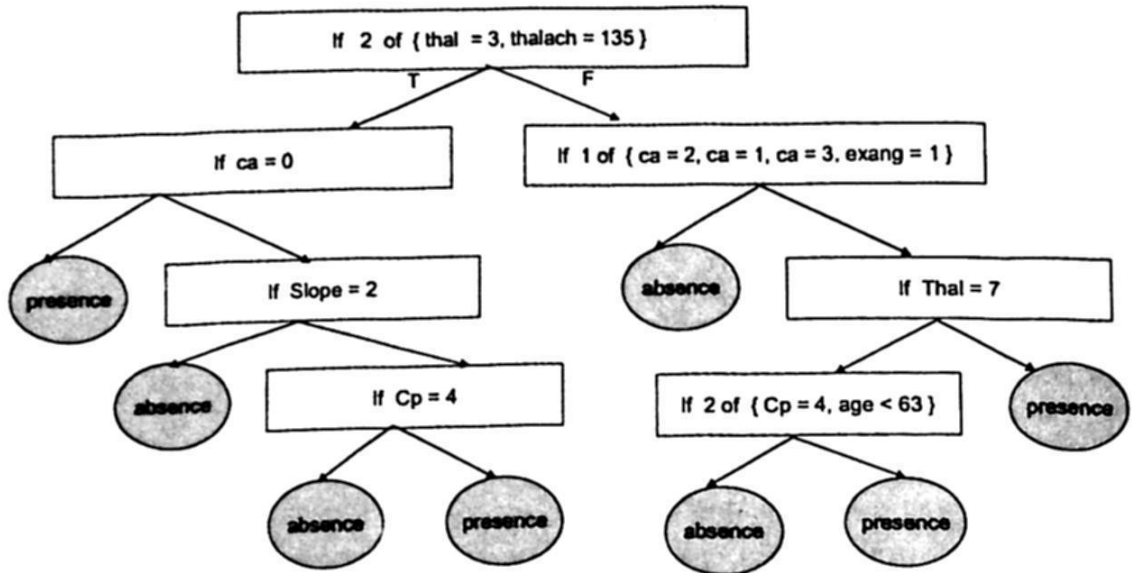 If 2 of { thal = 3, thalach = 135 }
T
F
If ca = 0
If 1 of { ca = 2, ca = 1, ca = 3, exang = 1 }
presence
If Slope = 2
absence
If Thal = 7
absence
If Cp = 4
If 2 of { Cp = 4, age < 63 }
presence
absence
presence
absence
presence